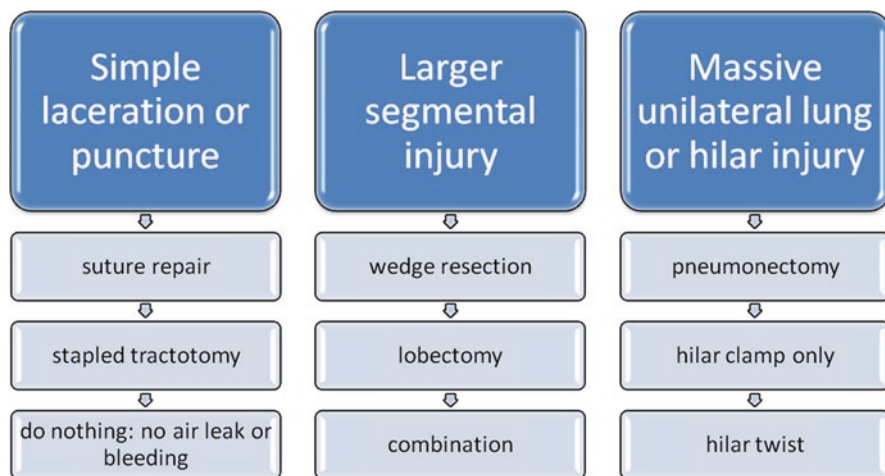 Simple
laceration or
puncture
suture repair
stapled tractotomy
do nothing: no air leak or
bleeding
Larger
segmental
injury
wedge resection
lobectomy
combination
Massive
unilateral lung
or hilar injury
pneumonectomy
hilar clamp only
hilar twist